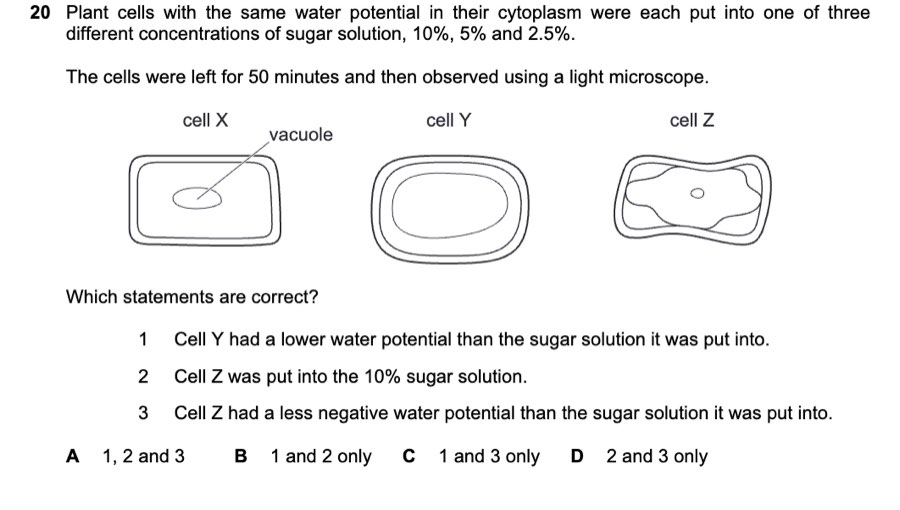 20 Plant cells with the same water potential in their cytoplasm were each put into one of three
different concentrations of sugar solution, 10%, 5% and 2.5%.
The cells were left for 50 minutes and then observed using a light microscope.
cell X cell Y cell Z
vacuole
Which statements are correct?
1 Cell Y had a lower water potential than the sugar solution it was put into.
2 Cell Z was put into the 10% sugar solution.
3 Cell Z had a less negative water potential than the sugar solution it was put into.
A 1, 2 and 3 B 1 and 2 only C 1 and 3 only D 2 and 3 only